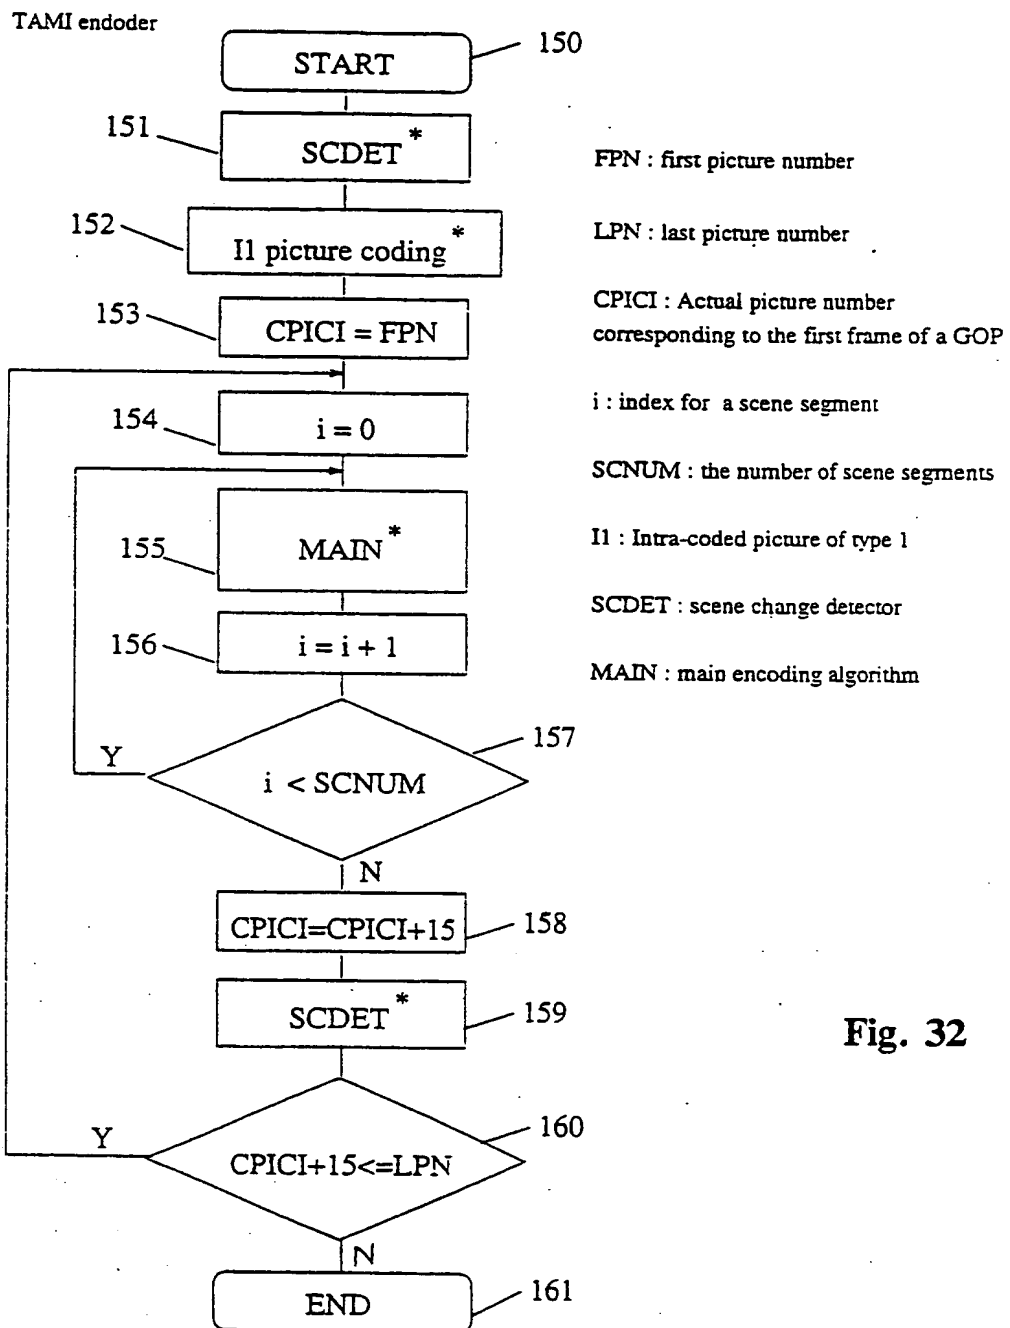 TAMI endoder
START
150
151
SCDET*
152
I1 picture coding*
153
CPICI = FPN
154
i = 0
155
MAIN*
156
i = i + 1
157
i < SCNUM
Y
N
CPICI=CPICI+15
158
SCDET*
159
160
Y
CPICI+15<=LPN
N
END
161
FPN : first picture number
LPN : last picture number
CPICI : Actual picture number
corresponding to the first frame of a GOP
i : index for a scene segment
SCNUM : the number of scene segments
I1 : Intra-coded picture of type 1
SCDET : scene change detector
MAIN : main encoding algorithm
Fig. 32